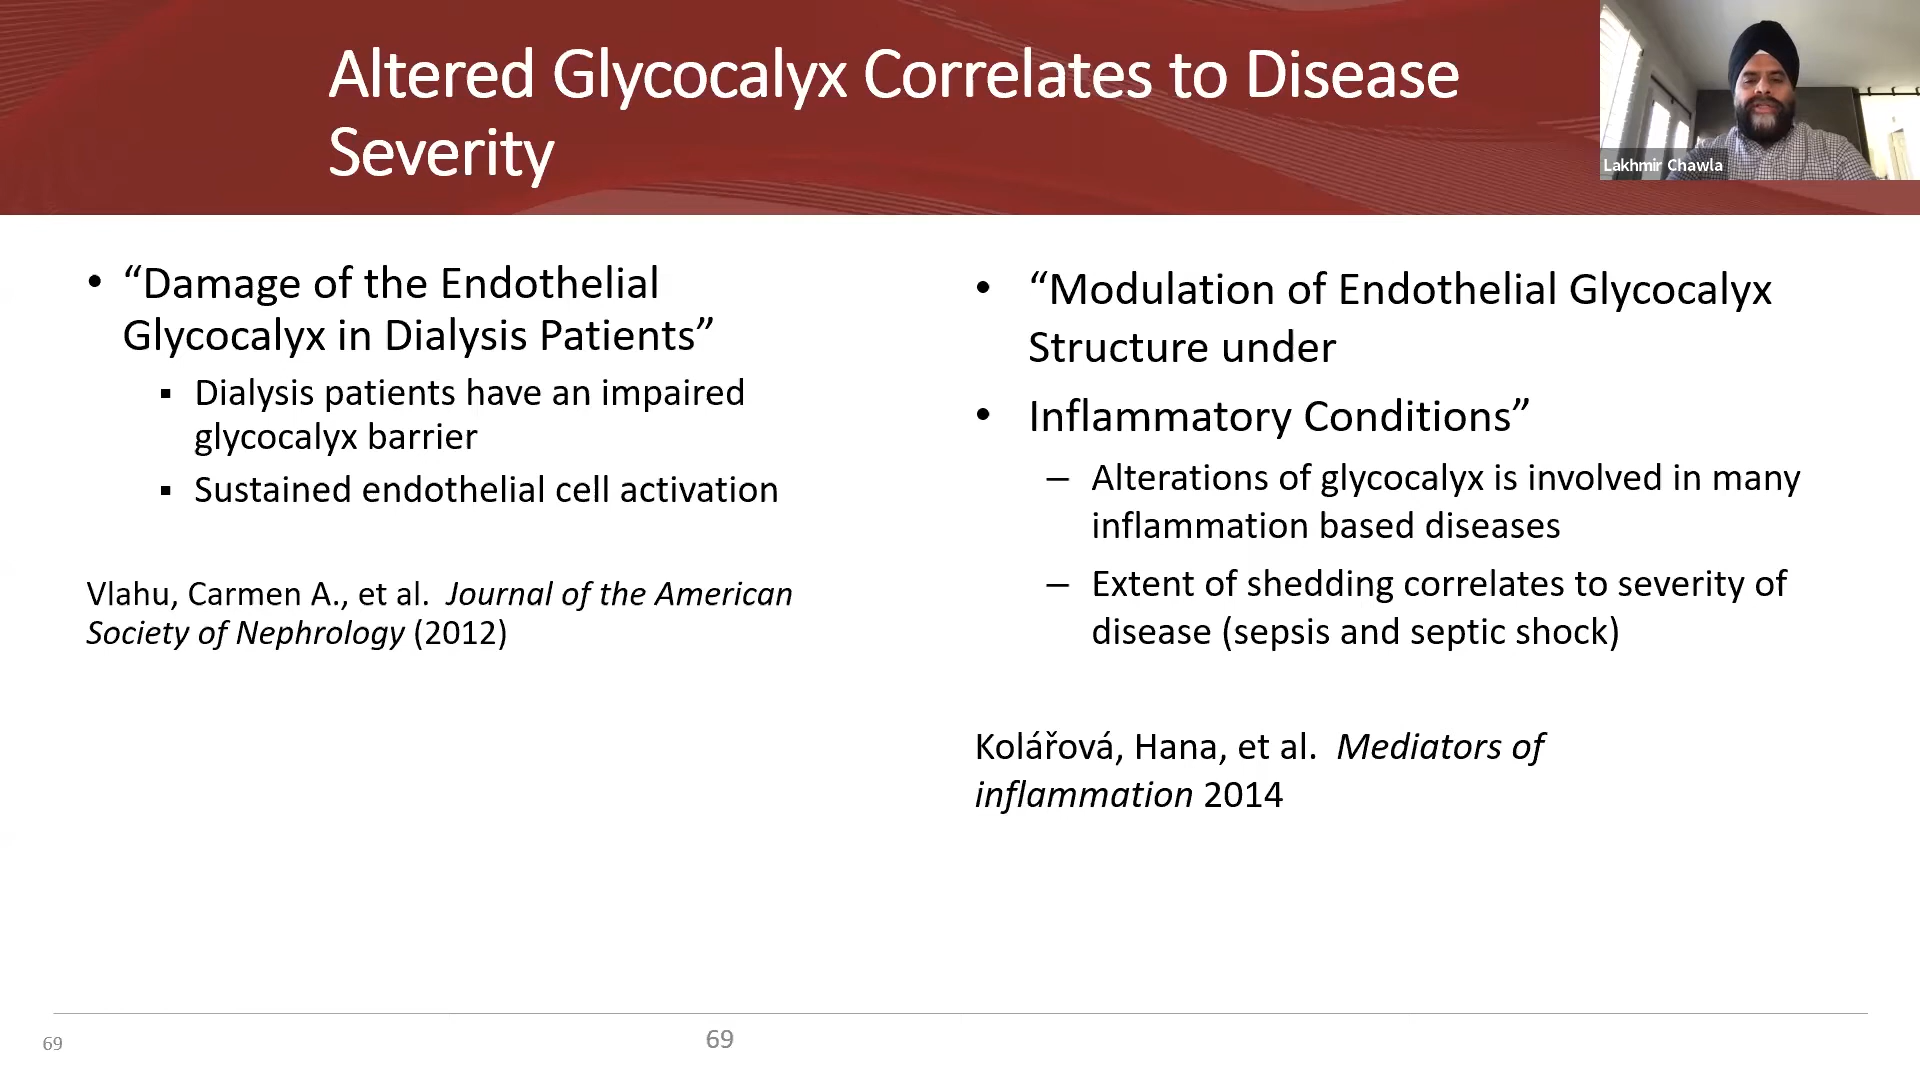 Altered Glycocalyx Correlates to Disease
Severity
Lakhmir Chawla
• “Damage of the Endothelial
Glycocalyx in Dialysis Patients”
▪ Dialysis patients have an impaired
glycocalyx barrier
▪ Sustained endothelial cell activation
Vlahu, Carmen A., et al. Journal of the American
Society of Nephrology (2012)
• “Modulation of Endothelial Glycocalyx
Structure under
• Inflammatory Conditions”
– Alterations of glycocalyx is involved in many
inflammation based diseases
– Extent of shedding correlates to severity of
disease (sepsis and septic shock)
Kolářová, Hana, et al. Mediators of
inflammation 2014
69
69